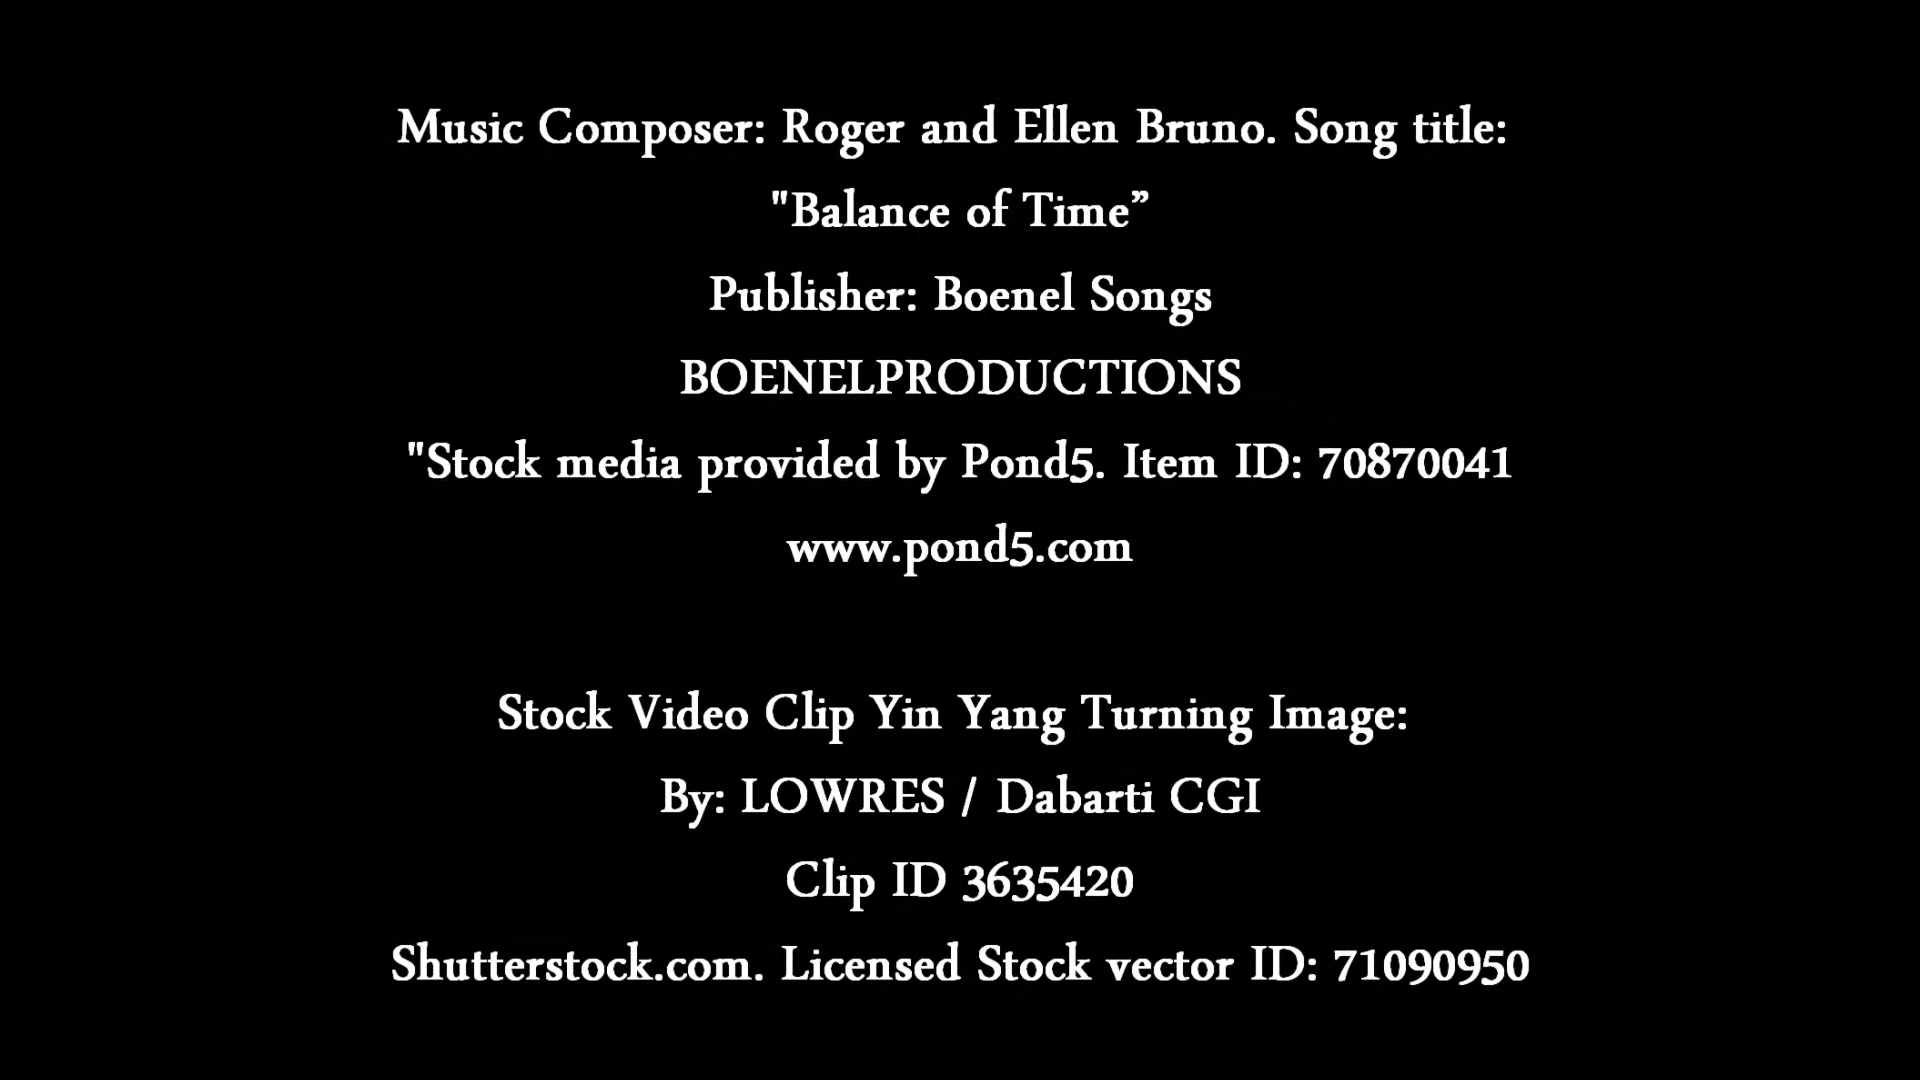 Music Composer: Roger and Ellen Bruno. Song title:
"Balance of Time”
Publisher: Boenel Songs
BOENELPRODUCTIONS
"Stock media provided by Pond5. Item ID: 70870041
www.pond5.com
Stock Video Clip Yin Yang Turning Image:
By: LOWRES / Dabarti CGI
Clip ID 3635420
Shutterstock.com. Licensed Stock vector ID: 71090950